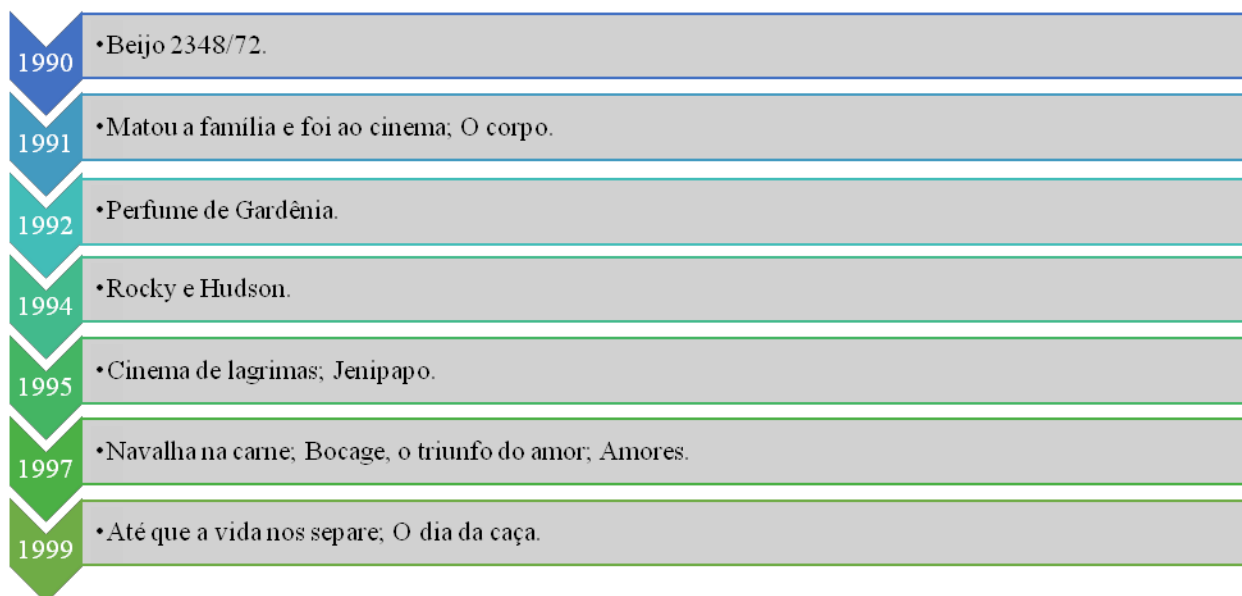 1990
•Beijo 2348/72.
1991
•Matou a família e foi ao cinema; O corpo.
1992
•Perfume de Gardênia.
1994
•Rocky e Hudson.
1995
•Cinema de lagrimas; Jenipapo.
1997
•Navalha na carne; Bocage, o triunfo do amor; Amores.
1999
•Até que a vida nos separe; O dia da caça.